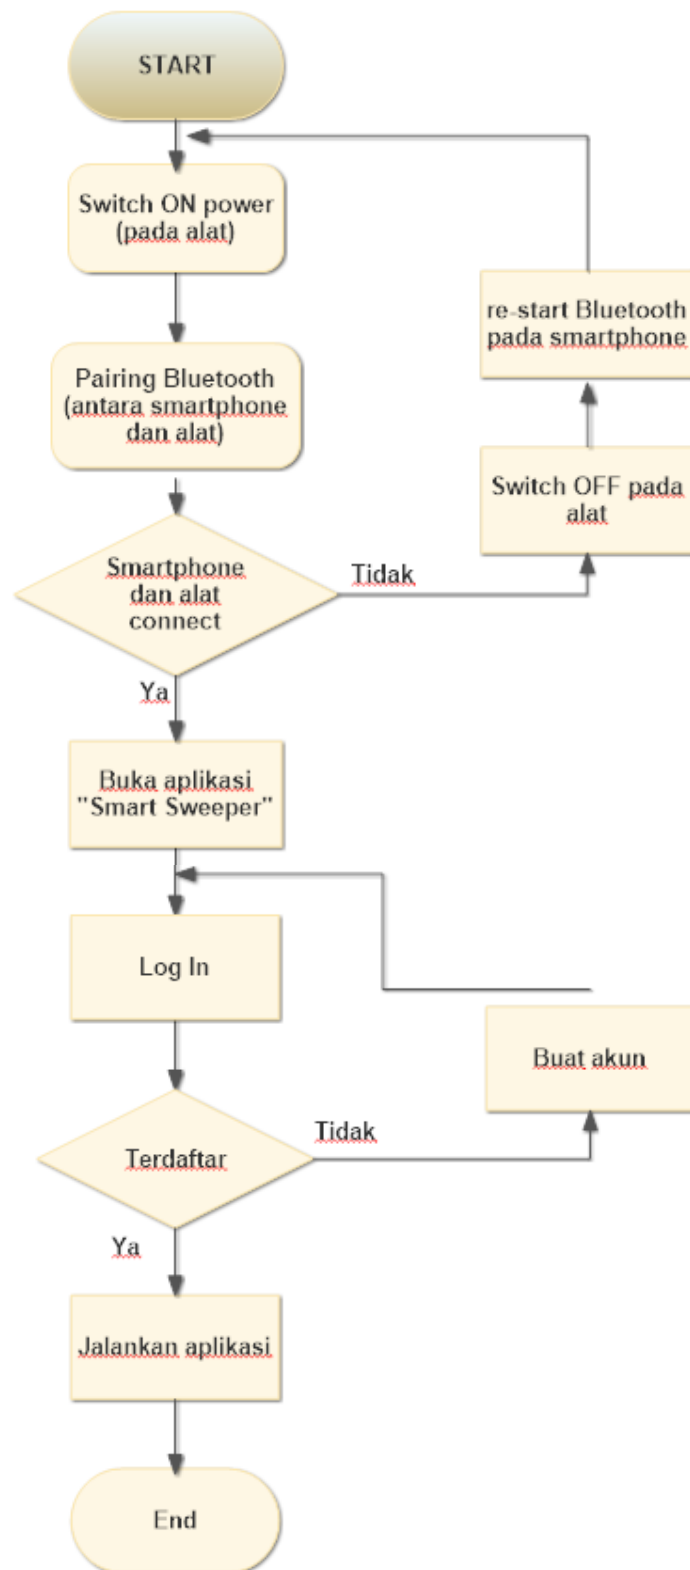 START
Switch ON power
(pada alat)
Pairing Bluetooth
(antara smartphone
dan alat)
Smartphone
dan alat
connect
Tidak
Switch OFF pada
alat
re-start Bluetooth
pada smartphone
Ya
Buka aplikasi
"Smart Sweeper"
Log In
Terdaftar
Tidak
Buat akun
Ya
Jalankan aplikasi
End